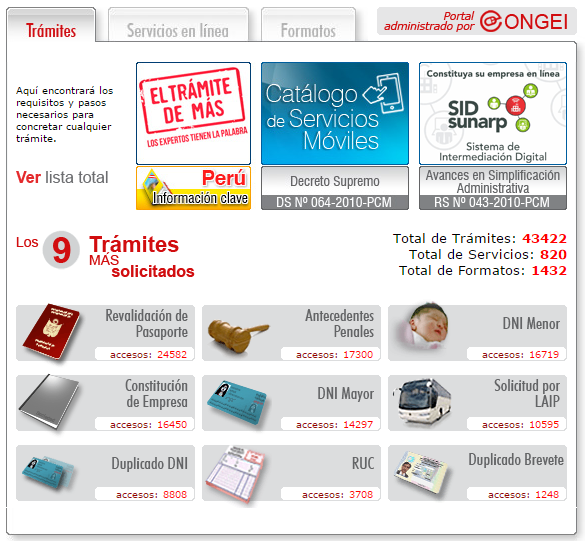 Trámites
Servicios en línea
Formatos
Portal
administrado por
ONGEI
Aquí encontrará los
requisitos y pasos
necesarios para
concretar cualquier
trámite.
Ver lista total
EL TRÁMITE
DE MÁS
LOS EXPERTOS TIENEN LA PALABRA
Catálogo
de Servicios
Móviles
Constituya su empresa en línea
SID
sunarp
Sistema de
Intermediación Digital
Perú
Información clave
Decreto Supremo
DS Nº 064-2010-PCM
Avances en Simplificación
Administrativa
RS Nº 043-2010-PCM
Los 9 Trámites
MÁS
solicitados
Total de Trámites: 43422
Total de Servicios: 820
Total de Formatos: 1432
Revalidación de
Pasaporte
accesos: 24582
Antecedentes
Penales
accesos: 17300
DNI Menor
accesos: 16719
Constitución
de Empresa
accesos: 16450
DNI Mayor
accesos: 14297
Solicitud por
LAIP
accesos: 10595
Duplicado DNI
accesos: 8808
RUC
accesos: 3708
Duplicado Brevete
accesos: 1248